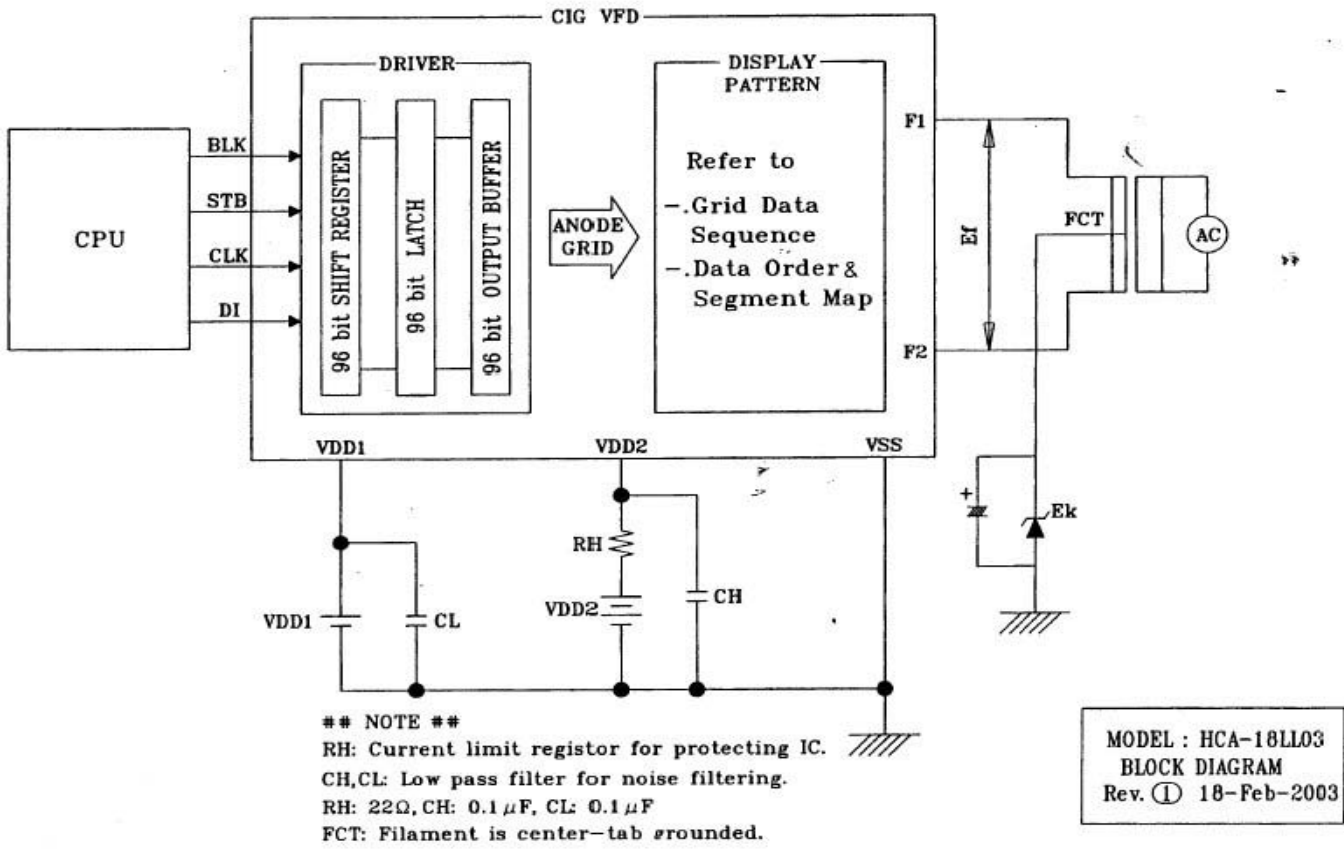 CIG VFD
DRIVER
DISPLAY
PATTERN
CPU
BLK
STB
CLK
DI
96 bit SHIFT REGISTER
96 bit LATCH
96 bit OUTPUT BUFFER
ANODE
GRID
Refer to
-.Grid Data
Sequence
-.Data Order &
Segment Map
F1
F2
Ef
FCT
AC
VDD1
VDD2
VSS
+
Ek
RH
VDD1
CL
VDD2
CH
## NOTE ##
RH: Current limit registor for protecting IC.
CH,CL: Low pass filter for noise filtering.
RH: 22Ω, CH: 0.1μF, CL: 0.1μF
FCT: Filament is center-tab grounded.
MODEL : HCA-18LL03
BLOCK DIAGRAM
Rev. ① 18-Feb-2003